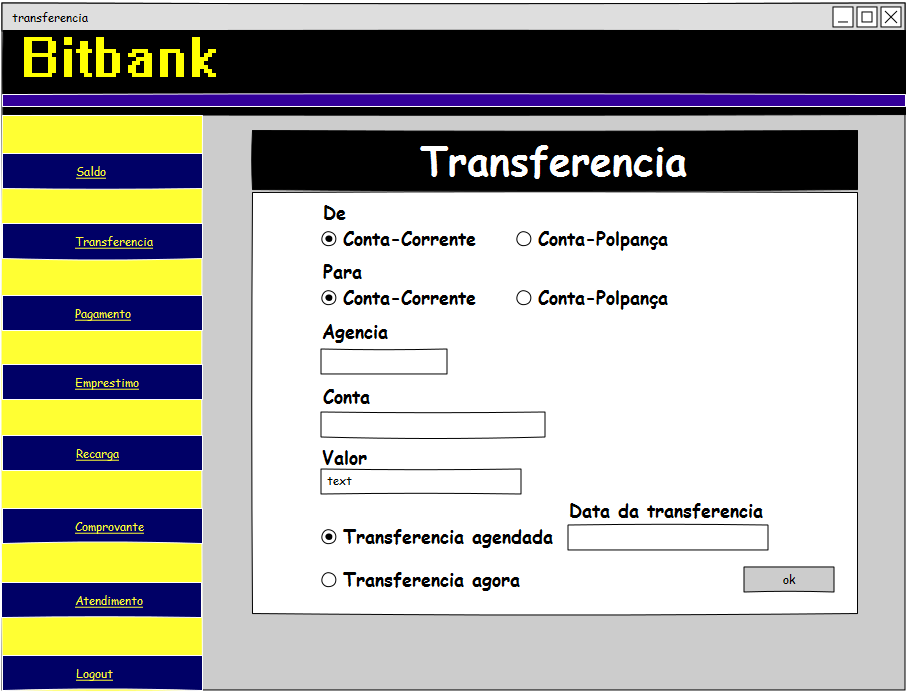 transferencia
Bitbank
Saldo
Transferencia
Pagamento
Emprestimo
Recarga
Comprovante
Atendimento
Logout
Transferencia
De
Conta-Corrente Conta-Polpança
Para
Conta-Corrente Conta-Polpança
Agencia
Conta
Valor
text
Data da transferencia
Transferencia agendada
Transferencia agora
ok